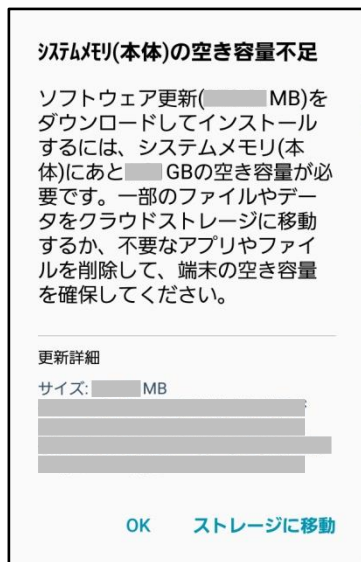 ｼｽﾃﾑﾒﾓﾘ(本体)の空き容量不足
ソフトウェア更新( MB)を
ダウンロードしてインストール
するには、システムメモリ(本
体)にあと GBの空き容量が必
要です。一部のファイルやデー
タをクラウドストレージに移動
するか、不要なアプリやファイ
ルを削除して、端末の空き容量
を確保してください。
更新詳細
サイズ: MB
OK ストレージに移動